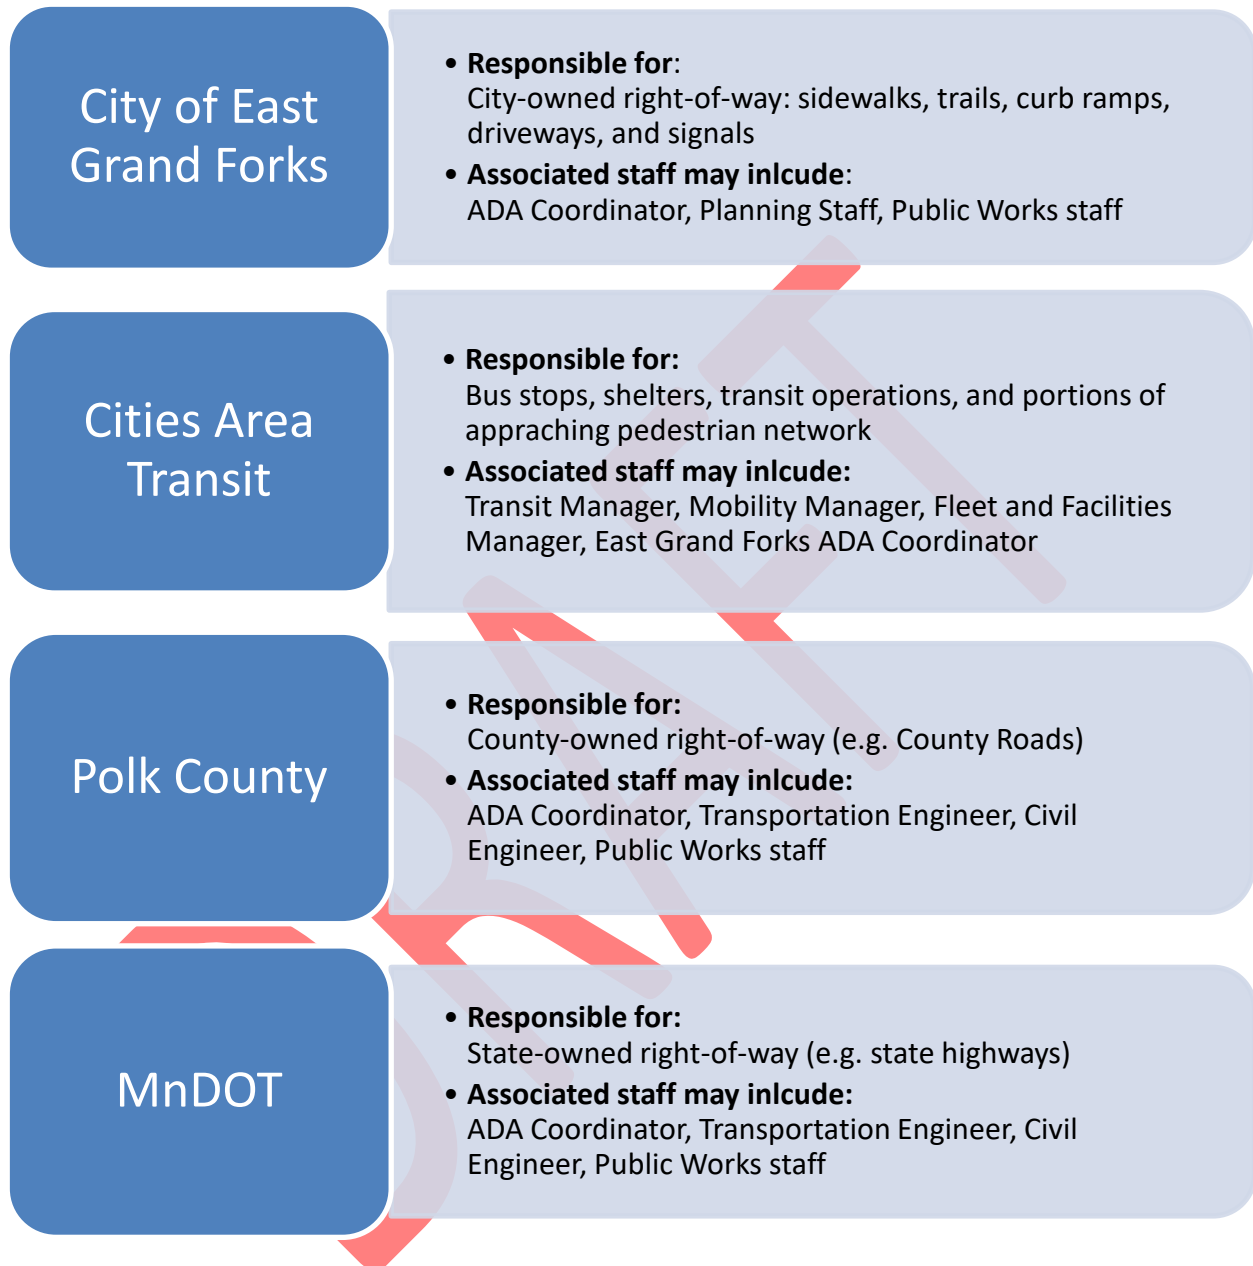 City of East
Grand Forks
• Responsible for:
City-owned right-of-way: sidewalks, trails, curb ramps,
driveways, and signals
• Associated staff may inlcude:
ADA Coordinator, Planning Staff, Public Works staff
Cities Area
Transit
• Responsible for:
Bus stops, shelters, transit operations, and portions of
appraching pedestrian network
• Associated staff may inlcude:
Transit Manager, Mobility Manager, Fleet and Facilities
Manager, East Grand Forks ADA Coordinator
Polk County
• Responsible for:
County-owned right-of-way (e.g. County Roads)
• Associated staff may inlcude:
ADA Coordinator, Transportation Engineer, Civil
Engineer, Public Works staff
MnDOT
• Responsible for:
State-owned right-of-way (e.g. state highways)
• Associated staff may inlcude:
ADA Coordinator, Transportation Engineer, Civil
Engineer, Public Works staff
DRAFT